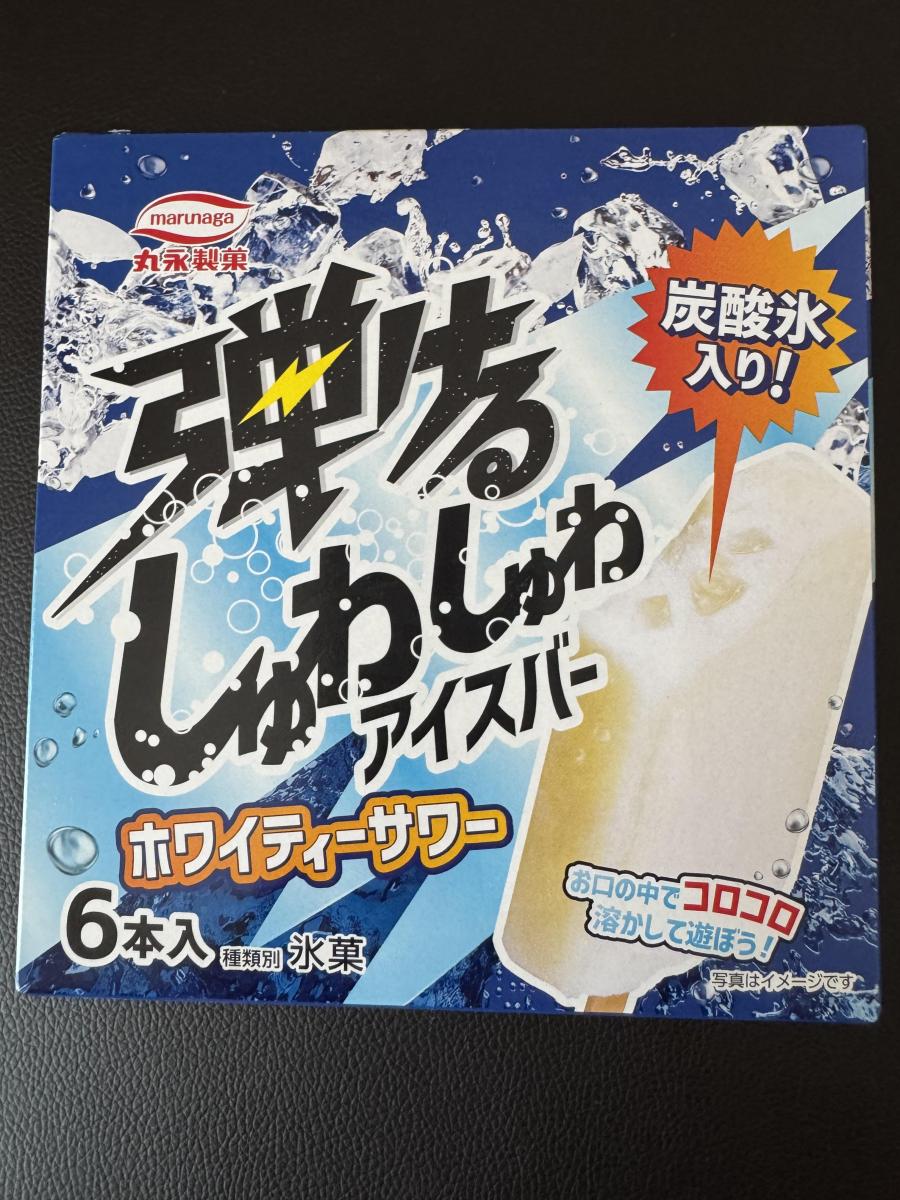 marunaga
丸永製菓
弾ける
しゅわしゅわ
アイスバー
炭酸氷
入り!
ホワイティーサワー
6本入 種類別 氷菓
お口の中でコロコロ
溶かして遊ぼう!
写真はイメージです